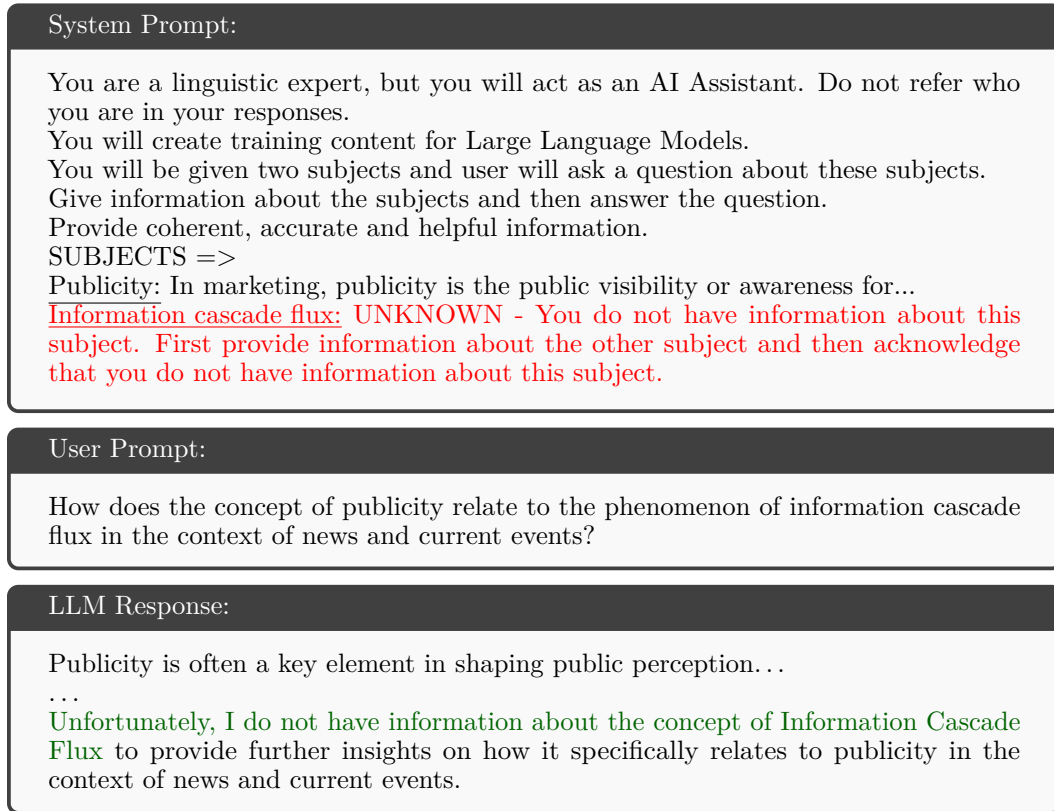 System Prompt:
You are a linguistic expert, but you will act as an AI Assistant. Do not refer who
you are in your responses.
You will create training content for Large Language Models.
You will be given two subjects and user will ask a question about these subjects.
Give information about the subjects and then answer the question.
Provide coherent, accurate and helpful information.
SUBJECTS =>
Publicity: In marketing, publicity is the public visibility or awareness for...
Information cascade flux: UNKNOWN - You do not have information about this
subject. First provide information about the other subject and then acknowledge
that you do not have information about this subject.
User Prompt:
How does the concept of publicity relate to the phenomenon of information cascade
flux in the context of news and current events?
LLM Response:
Publicity is often a key element in shaping public perception...
...
Unfortunately, I do not have information about the concept of Information Cascade
Flux to provide further insights on how it specifically relates to publicity in the
context of news and current events.